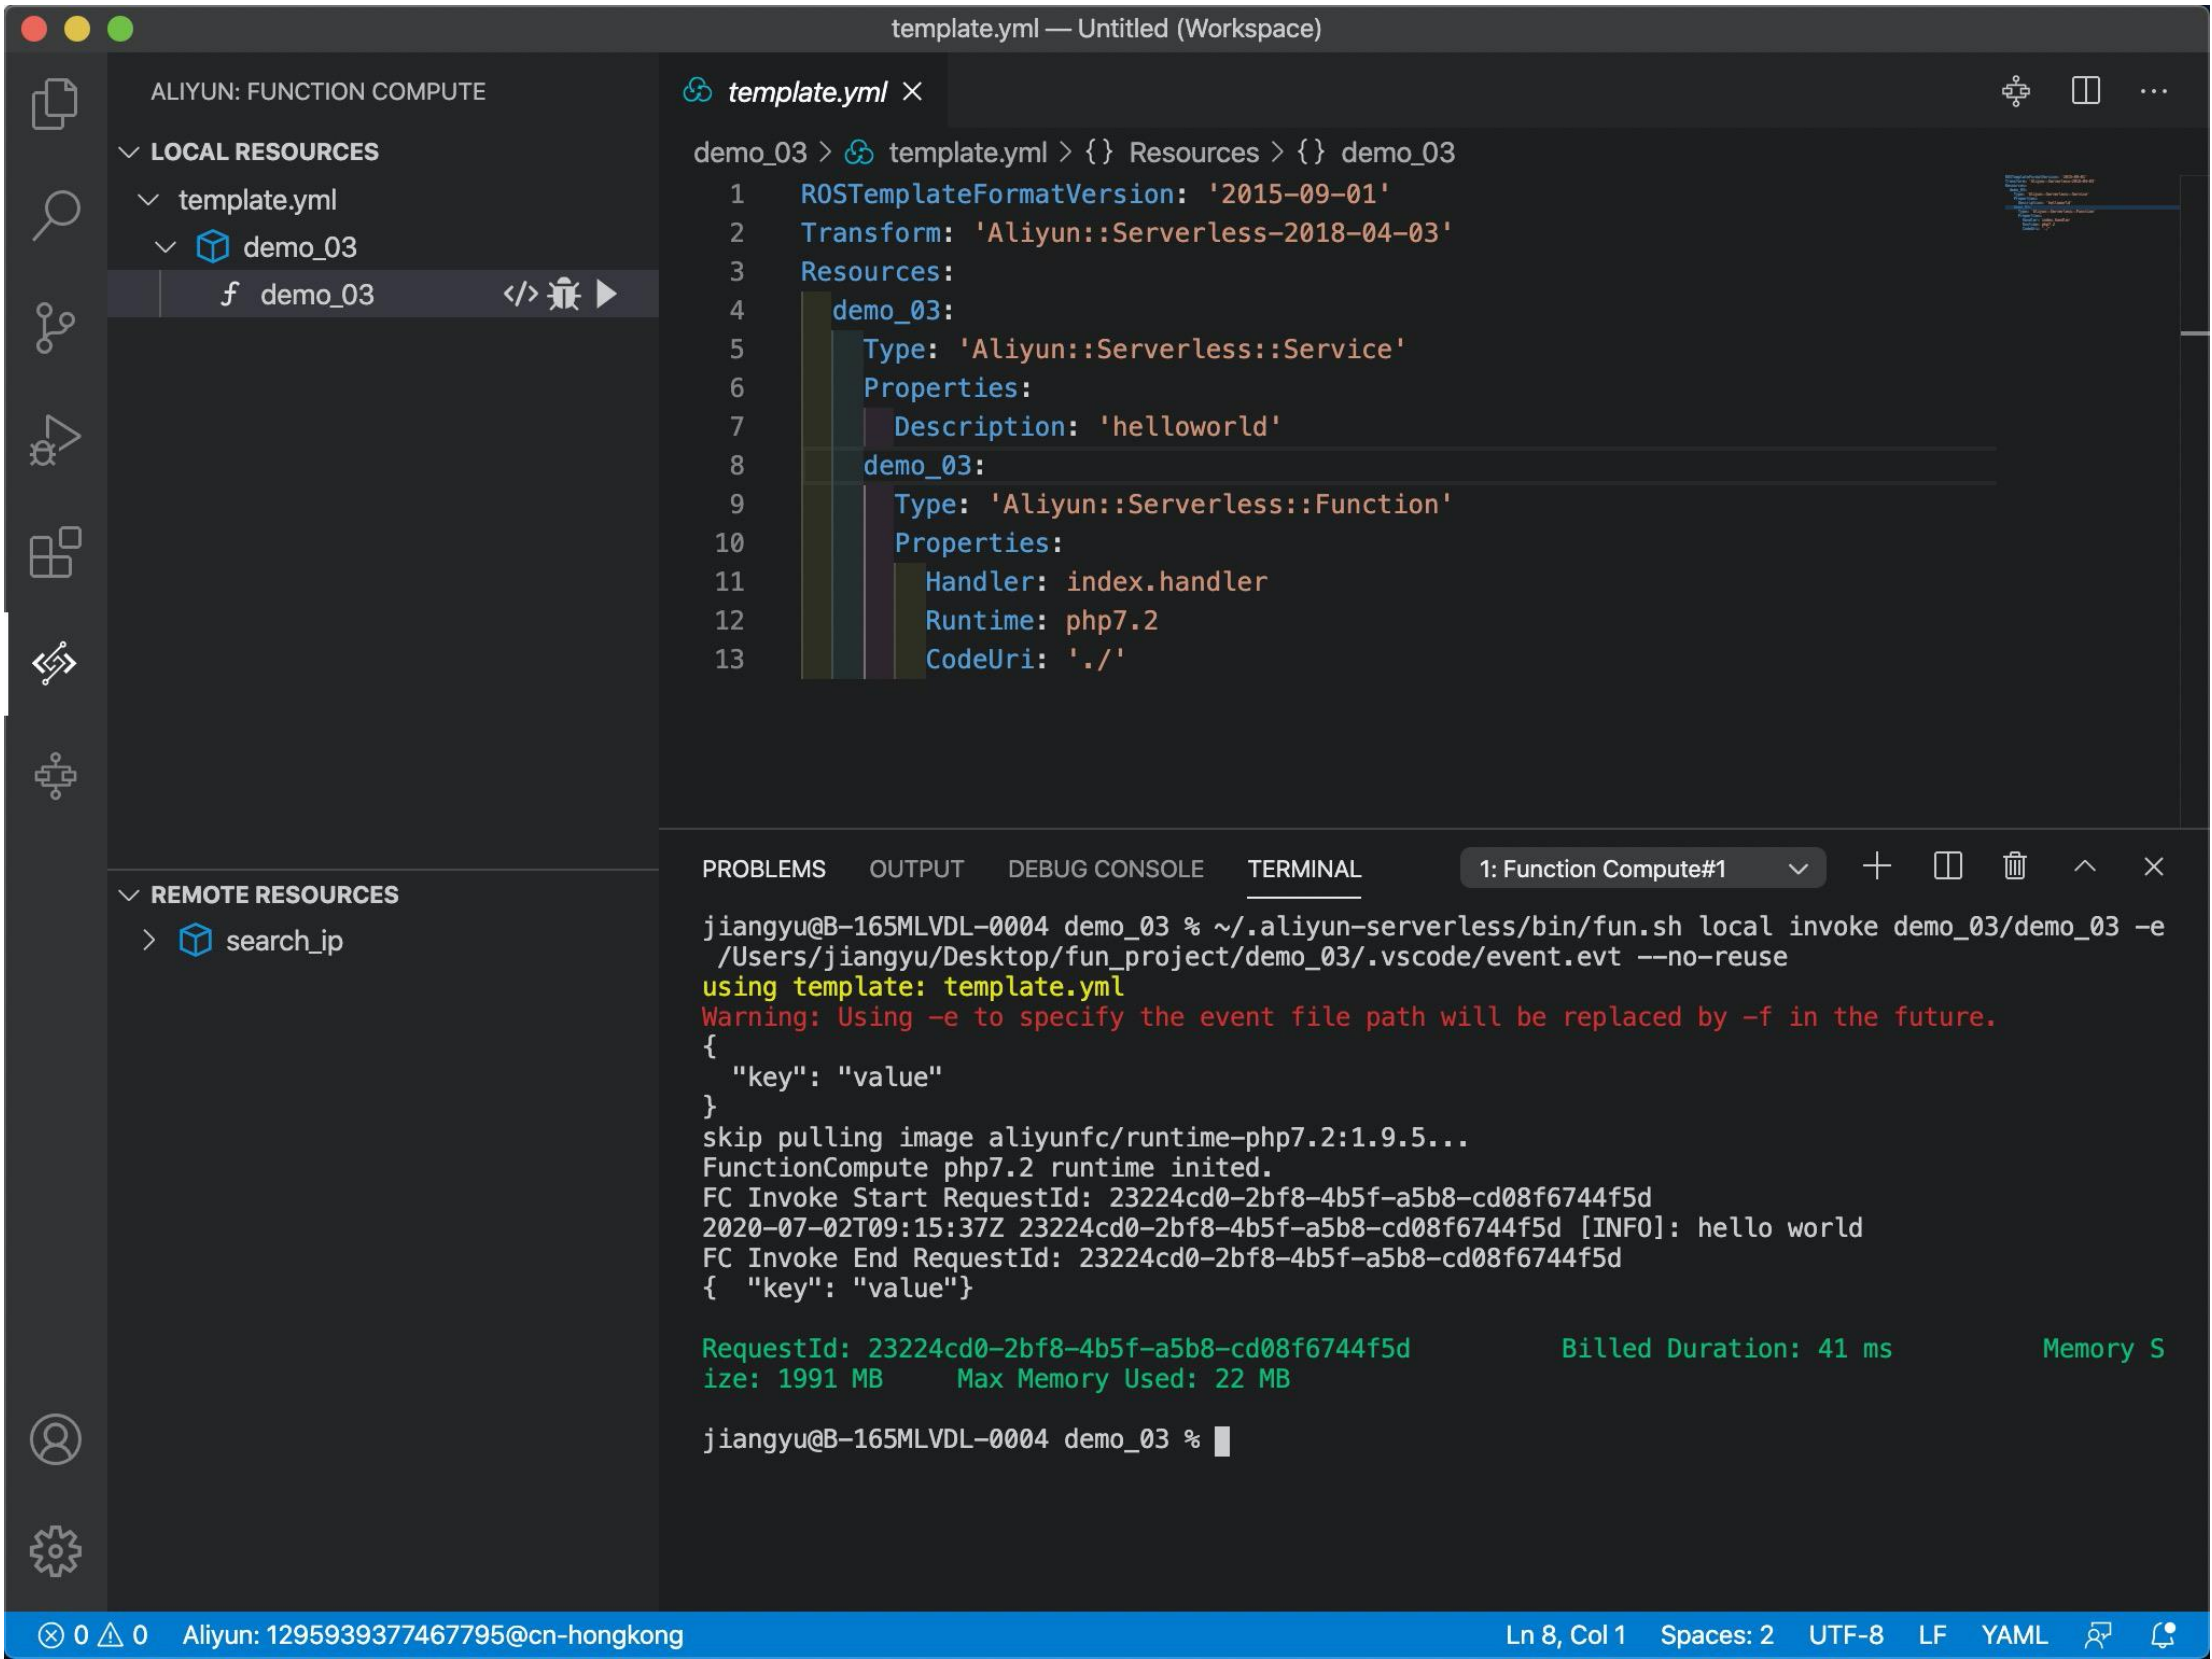 template.yml — Untitled (Workspace)
ALIYUN: FUNCTION COMPUTE
LOCAL RESOURCES
template.yml
demo_03
demo_03
REMOTE RESOURCES
search_ip
template.yml
demo_03 > template.yml > {} Resources > {} demo_03
1 ROSTemplateFormatVersion: '2015-09-01'
2 Transform: 'Aliyun::Serverless-2018-04-03'
3 Resources:
4 demo_03:
5 Type: 'Aliyun::Serverless::Service'
6 Properties:
7 Description: 'helloworld'
8 demo_03:
9 Type: 'Aliyun::Serverless::Function'
10 Properties:
11 Handler: index.handler
12 Runtime: php7.2
13 CodeUri: './'
PROBLEMS OUTPUT DEBUG CONSOLE TERMINAL 1: Function Compute#1
jiangyu@B-165MLVDL-0004 demo_03 % ~/.aliyun-serverless/bin/fun.sh local invoke demo_03/demo_03 -e
/Users/jiangyu/Desktop/fun_project/demo_03/.vscode/event.evt --no-reuse
using template: template.yml
Warning: Using -e to specify the event file path will be replaced by -f in the future.
{
"key": "value"
}
skip pulling image aliyunfc/runtime-php7.2:1.9.5...
FunctionCompute php7.2 runtime inited.
FC Invoke Start RequestId: 23224cd0-2bf8-4b5f-a5b8-cd08f6744f5d
2020-07-02T09:15:37Z 23224cd0-2bf8-4b5f-a5b8-cd08f6744f5d [INFO]: hello world
FC Invoke End RequestId: 23224cd0-2bf8-4b5f-a5b8-cd08f6744f5d
{  "key": "value"}
RequestId: 23224cd0-2bf8-4b5f-a5b8-cd08f6744f5d Billed Duration: 41 ms Memory S
ize: 1991 MB Max Memory Used: 22 MB
jiangyu@B-165MLVDL-0004 demo_03 %
0 0 Aliyun: 1295939377467795@cn-hongkong Ln 8, Col 1 Spaces: 2 UTF-8 LF YAML